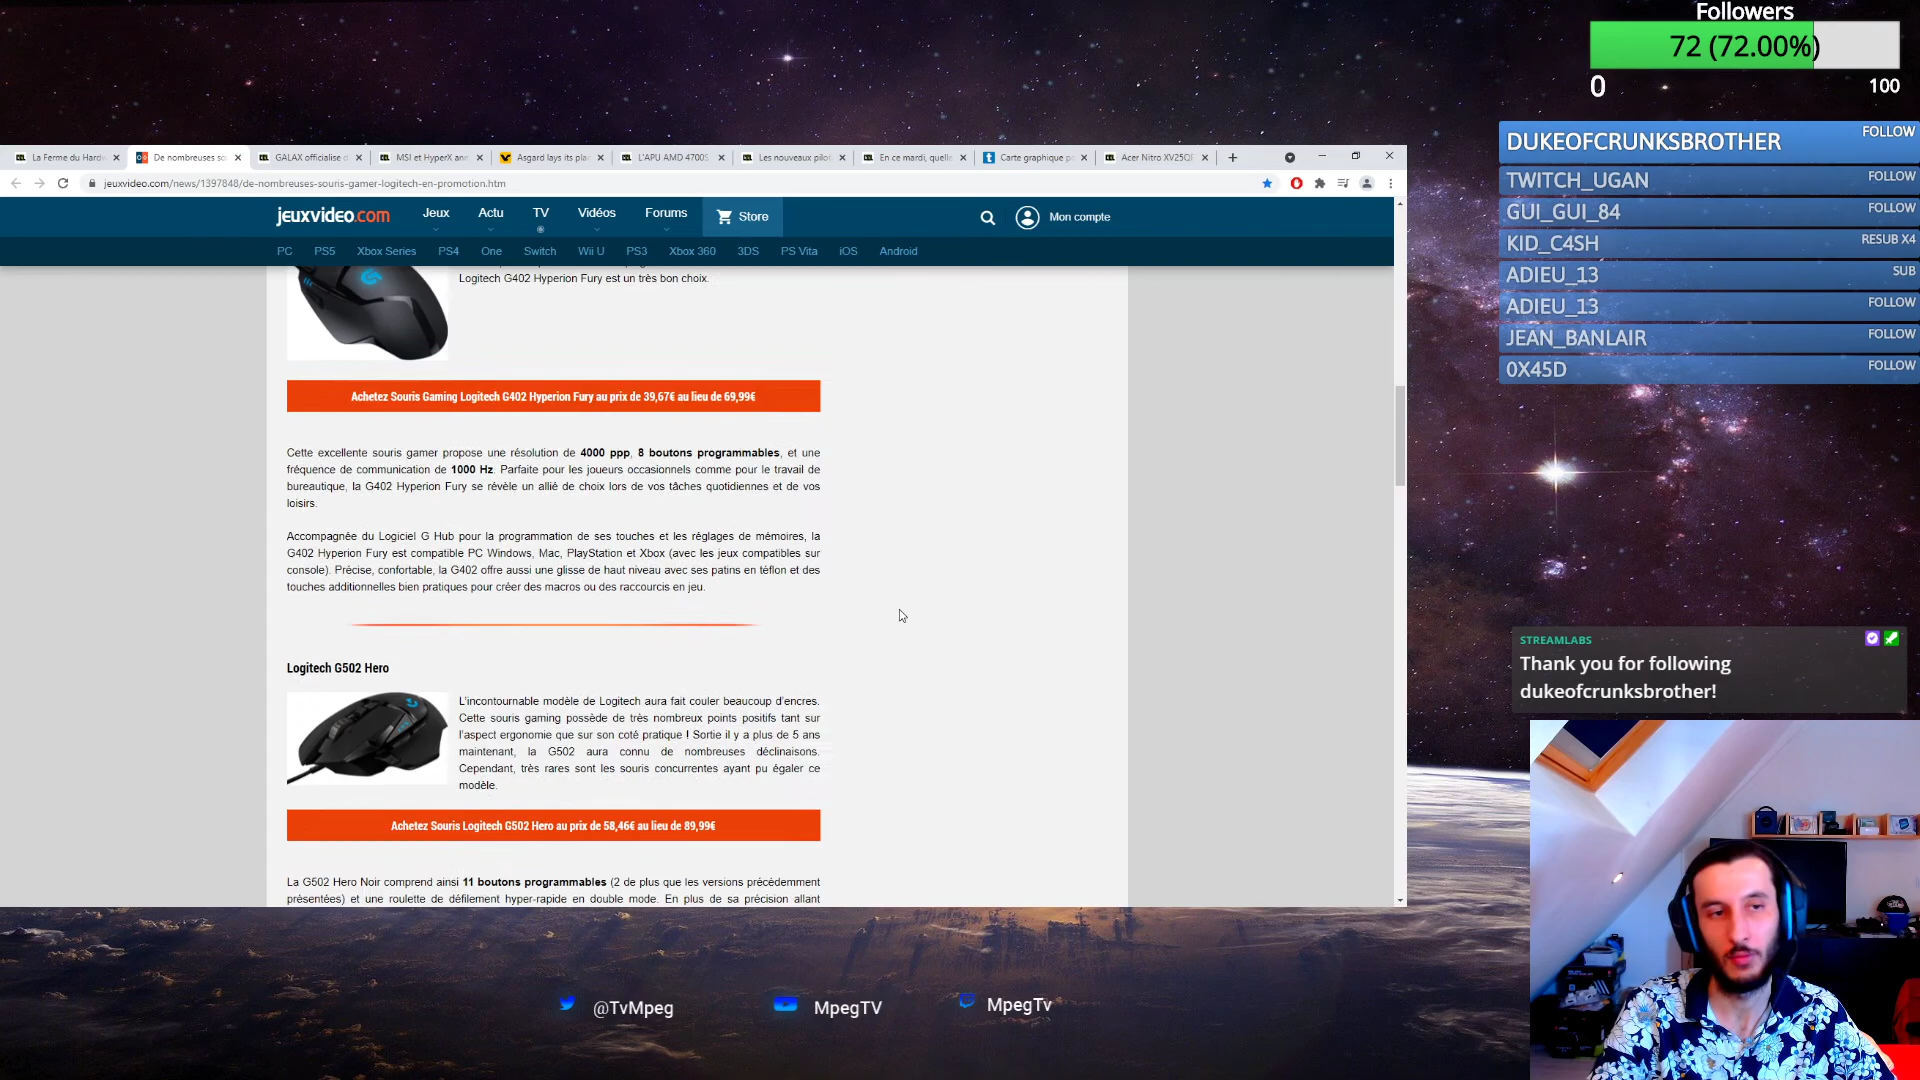 Followers
72 (72.00%)
0
100
DUKEOFCRUNKSBROTHER FOLLOW
TWITCH_UGAN FOLLOW
GUI_GUI_84 FOLLOW
KID_C4SH RESUB X4
ADIEU_13 SUB
ADIEU_13 FOLLOW
JEAN_BANLAIR FOLLOW
0X45D FOLLOW
La Ferme du Hard
De nombreuses so
GALAX officialise d
MSI et HyperX ann
Asgard lays its pla
L'APU AMD 4700S
Les nouveaux pilot
En ce mardi, quelle
Carte graphique p
Acer Nitro XV25QF
jeuxvideo.com/news/1397848/de-nombreuses-souris-gamer-logitech-en-promotion.htm
jeuxvideo.com Jeux Actu TV Vidéos Forums Store Mon compte
PC PS5 Xbox Series PS4 One Switch Wii U PS3 Xbox 360 3DS PS Vita iOS Android
Logitech G402 Hyperion Fury est un très bon choix.
Achetez Souris Gaming Logitech G402 Hyperion Fury au prix de 39,67€ au lieu de 69,99€
Cette excellente souris gamer propose une résolution de 4000 ppp, 8 boutons programmables, et une
fréquence de communication de 1000 Hz. Parfaite pour les joueurs occasionnels comme pour le travail de
bureautique, la G402 Hyperion Fury se révèle un allié de choix lors de vos tâches quotidiennes et de vos
loisirs.
Accompagnée du Logiciel G Hub pour la programmation de ses touches et les réglages de mémoires, la
G402 Hyperion Fury est compatible PC Windows, Mac, PlayStation et Xbox (avec les jeux compatibles sur
console). Précise, confortable, la G402 offre aussi une glisse de haut niveau avec ses patins en téflon et des
touches additionnelles bien pratiques pour créer des macros ou des raccourcis en jeu.
Logitech G502 Hero
L'incontournable modèle de Logitech aura fait couler beaucoup d'encres.
Cette souris gaming possède de très nombreux points positifs tant sur
l'aspect ergonomie que sur son coté pratique ! Sortie il y a plus de 5 ans
maintenant, la G502 aura connu de nombreuses déclinaisons.
Cependant, très rares sont les souris concurrentes ayant pu égaler ce
modèle.
Achetez Souris Logitech G502 Hero au prix de 58,46€ au lieu de 89,99€
La G502 Hero Noir comprend ainsi 11 boutons programmables (2 de plus que les versions précédemment
présentées) et une roulette de défilement hyper-rapide en double mode. En plus de sa précision allant
STREAMLABS
Thank you for following
dukeofcrunksbrother!
@TvMpeg
MpegTV
MpegTv